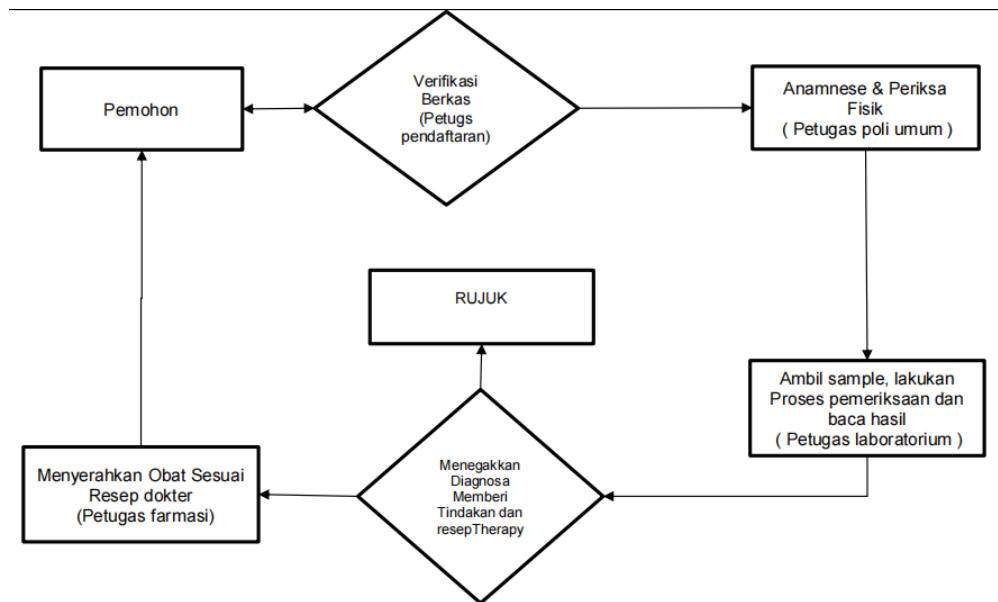 Pemohon
Verifikasi
Berkas
(Petugs
pendaftaran)
Anamnese & Periksa
Fisik
( Petugas poli umum )
RUJUK
Ambil sample, lakukan
Proses pemeriksaan dan
baca hasil
( Petugas laboratorium )
Menegakkan
Diagnosa
Memberi
Tindakan dan
resepTherapy
Menyerahkan Obat Sesuai
Resep dokter
(Petugas farmasi)